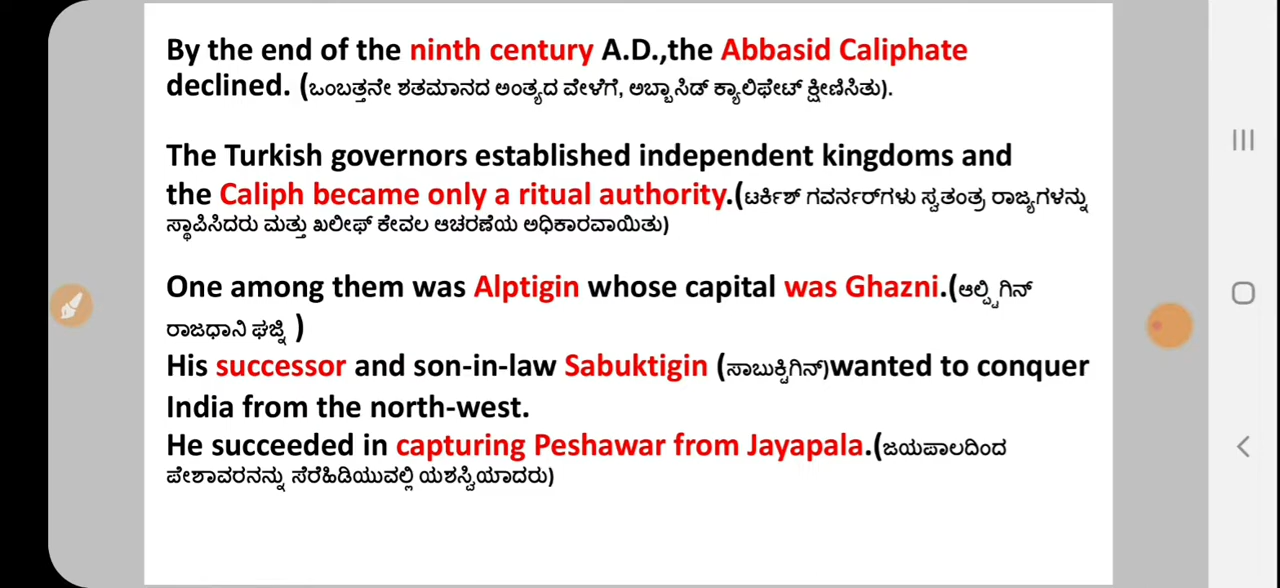 By the end of the ninth century A.D.,the Abbasid Caliphate
declined. (ಒಂಬತ್ತನೇ ಶತಮಾನದ ಅಂತ್ಯದ ವೇಳೆಗೆ, ಅಬ್ಬಾಸಿಡ್ ಕ್ಯಾಲಿಫೇಟ್ ಕ್ಷೀಣಿಸಿತು).
The Turkish governors established independent kingdoms and
the Caliph became only a ritual authority.(ಟರ್ಕಿಶ್ ಗವರ್ನರ್‌ಗಳು ಸ್ವತಂತ್ರ ರಾಜ್ಯಗಳನ್ನು
ಸ್ಥಾಪಿಸಿದರು ಮತ್ತು ಖಲೀಫ್ ಕೇವಲ ಆಚರಣೆಯ ಅಧಿಕಾರವಾಯಿತು)
One among them was Alptigin whose capital was Ghazni.(ಆಲ್ಪ್ಟಿಗಿನ್
ರಾಜಧಾನಿ ಘಜ್ನಿ )
His successor and son-in-law Sabuktigin (ಸಾಬುಕ್ಟಿಗಿನ್)wanted to conquer
India from the north-west.
He succeeded in capturing Peshawar from Jayapala.(ಜಯಪಾಲದಿಂದ
ಪೇಶಾವರನನ್ನು ಸೆರೆಹಿಡಿಯುವಲ್ಲಿ ಯಶಸ್ವಿಯಾದರು)